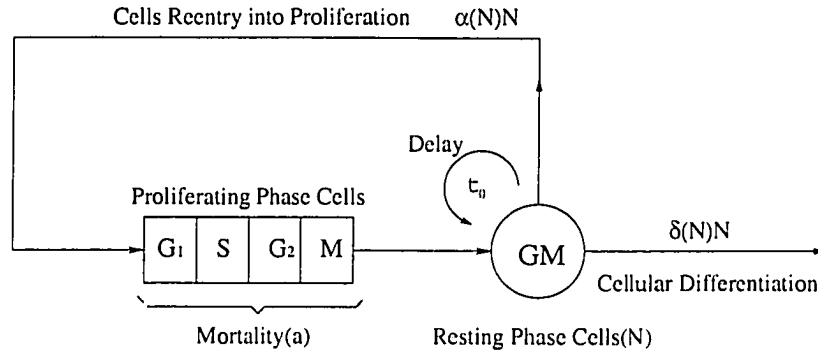 Cells Reentry into Proliferation α(N)N
Delay
t₀
Proliferating Phase Cells
G₁ S G₂ M
GM
δ(N)N
Cellular Differentiation
Mortality(a)
Resting Phase Cells(N)